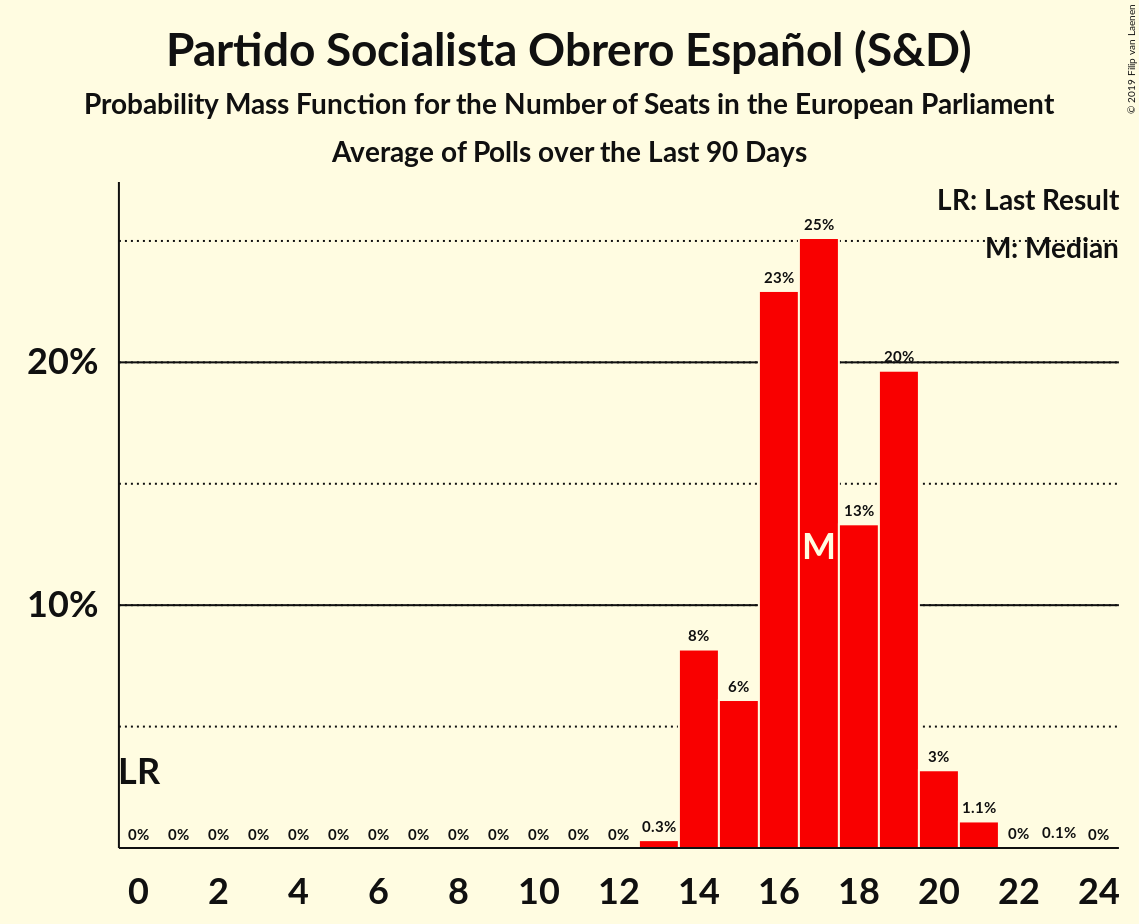 Partido Socialista Obrero Español (S&D)
Probability Mass Function for the Number of Seats in the European Parliament
Average of Polls over the Last 90 Days
© 2019 Filip van Laenen
LR: Last Result
M: Median
25%
23%
20%
20%
13%
M
10%
8%
6%
3%
LR
1.1%
0% 0% 0% 0% 0% 0% 0% 0% 0% 0% 0% 0% 0% 0.3% 0% 0.1% 0%
0 2 4 6 8 10 12 14 16 18 20 22 24